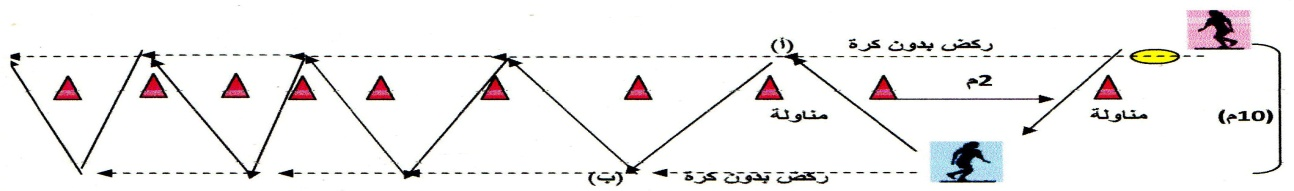 ركض بدون كرة (أ)
2م
مناولة مناولة
(10م)
ركض بدون كرة (ب)